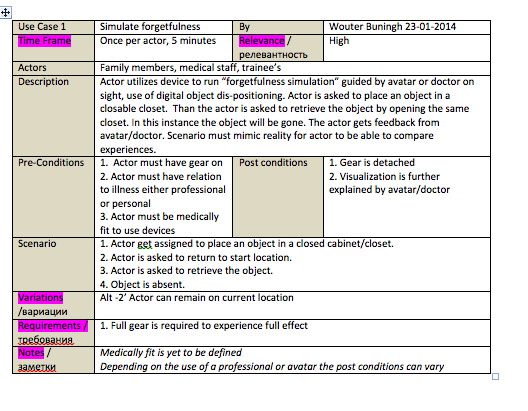 Use Case 1 Simulate forgetfulness By Wouter Buningh 23-01-2014
Time Frame Once per actor, 5 minutes Relevance / High
релевантность
Actors Family members, medical staff, trainee's
Description Actor utilizes device to run "forgetfulness simulation" guided by avatar or doctor on
sight, use of digital object dis-positioning. Actor is asked to place an object in a
closable closet.  Than the actor is asked to retrieve the object by opening the same
closet. In this instance the object will be gone. The actor gets feedback from
avatar/doctor. Scenario must mimic reality for actor to be able to compare
experiences.
Pre-Conditions 1.  Actor must have gear on Post conditions 1. Gear is detached
2. Actor must have relation 2. Visualization is further
to illness either professional explained by avatar/doctor
or personal
3. Actor must be medically
fit to use devices
Scenario 1. Actor get assigned to place an object in a closed cabinet/closet.
2. Actor is asked to return to start location.
3. Actor is asked to retrieve the object.
4. Object is absent.
Variations Alt -2' Actor can remain on current location
/вариации
Requirements / 1. Full gear is required to experience full effect
требования
Notes / Medically fit is yet to be defined
заметки Depending on the use of a professional or avatar the post conditions can vary